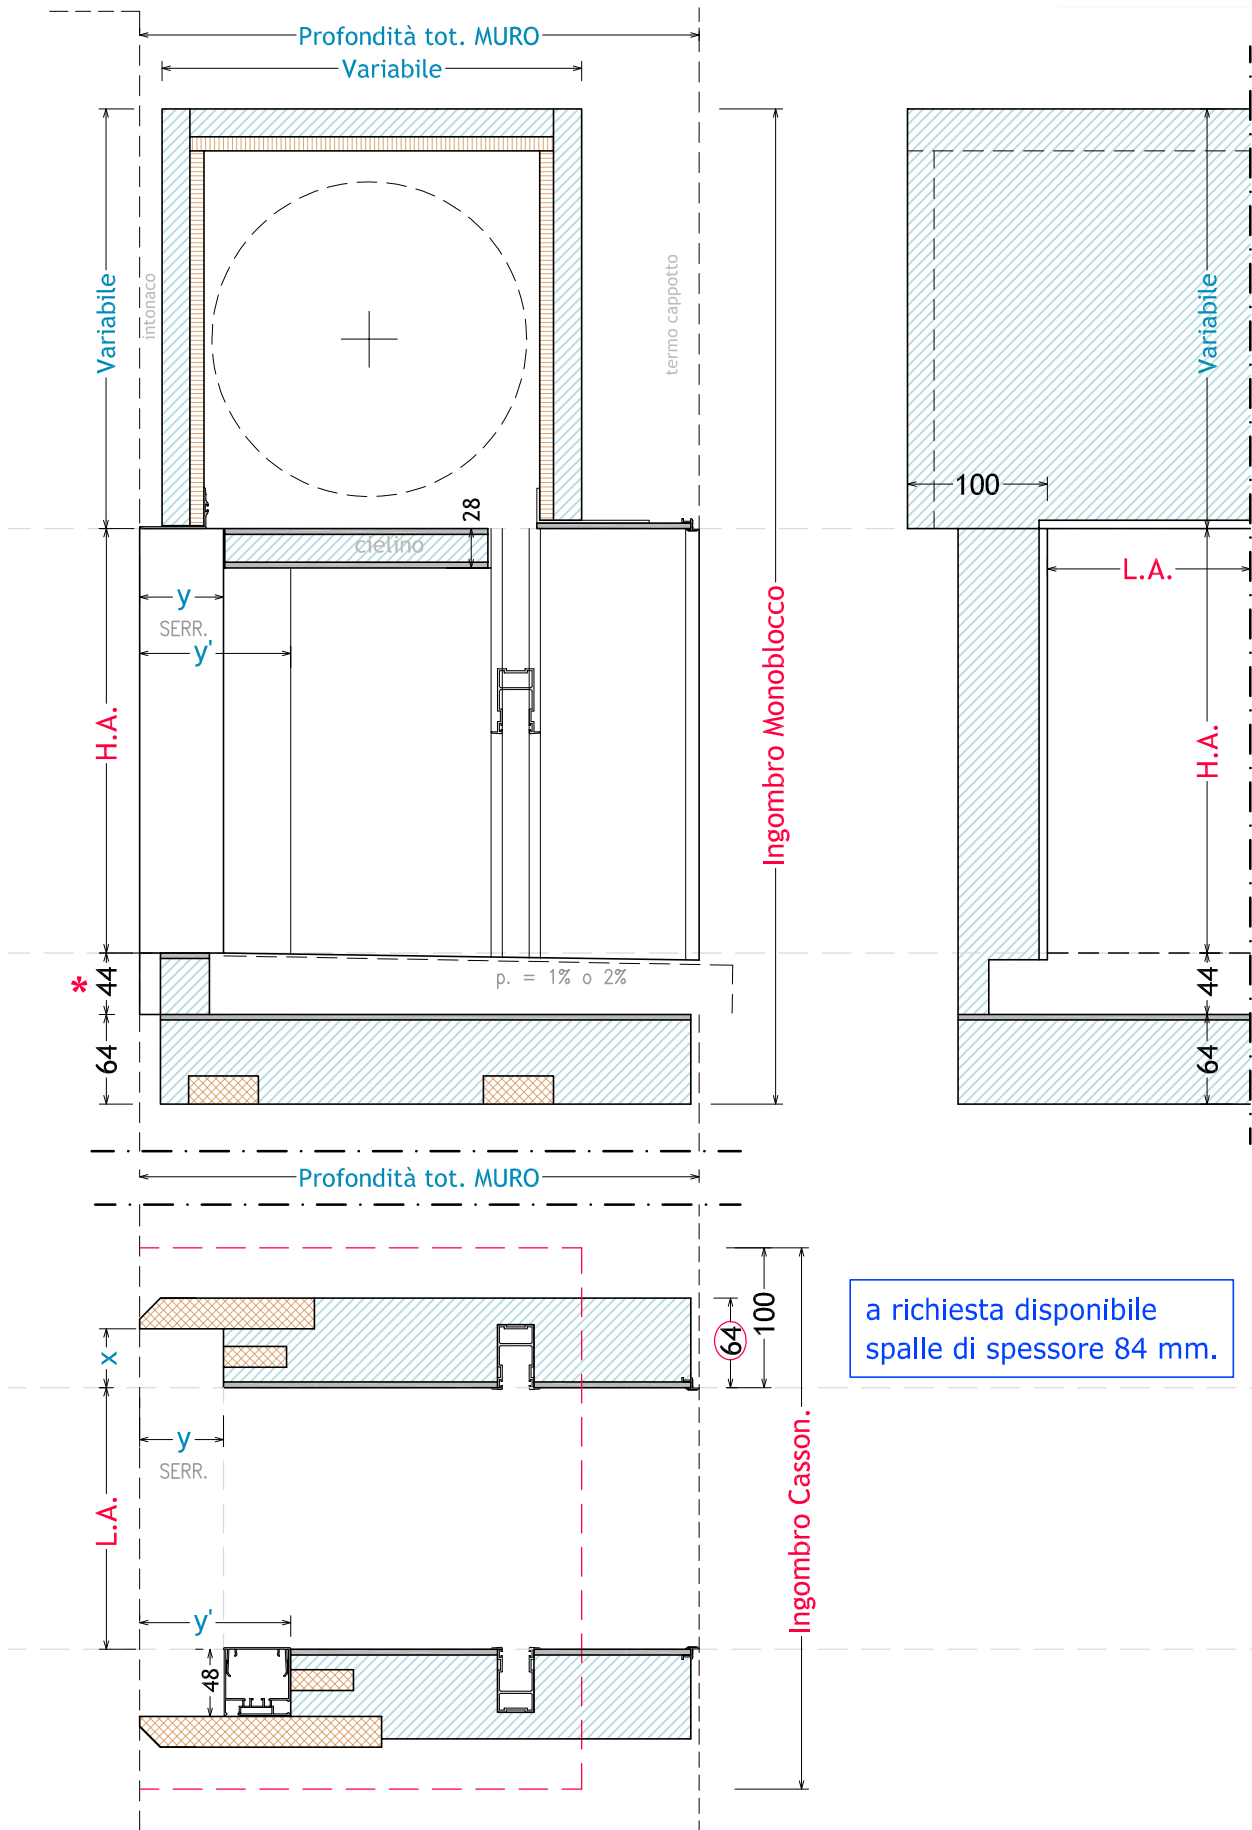 Profondità tot. MURO
Variabile
Variabile
intonaco
termo cappotto
Variabile
28
100
cielino
L.A.
y
SERR.
y'
H.A.
Ingombro Monoblocco
H.A.
* 44
p. = 1% o 2%
44
64
64
Profondità tot. MURO
x
64
100
a richiesta disponibile
spalle di spessore 84 mm.
y
SERR.
L.A.
Ingombro Casson.
y'
48